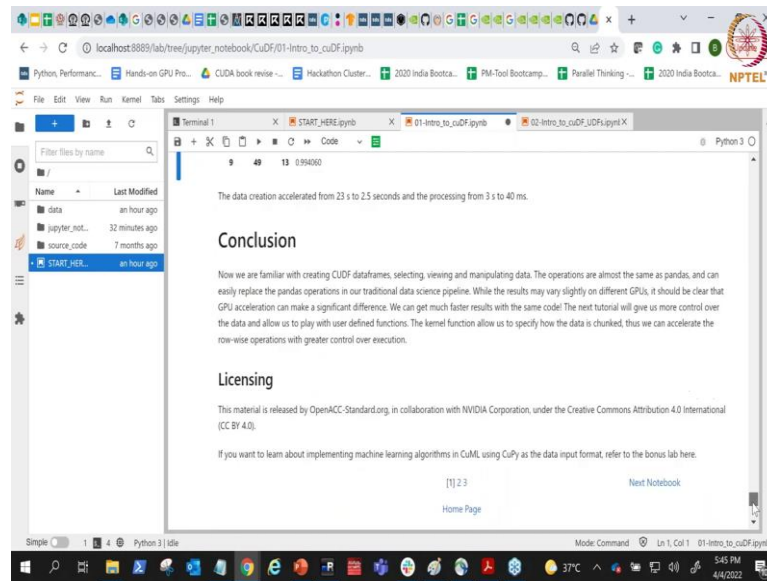 localhost:8889/lab/tree/jupyter_notebook/CuDF/01-Intro_to_cuDF.ipynb
Update
Python, Performanc...
Hands-on GPU Pro...
CUDA book revise -...
Hackathon Cluster...
2020 India Bootca...
PM-Tool Bootcamp...
Parallel Thinking -...
2020 India Bootca...
NPTEL
File Edit View Run Kernel Tabs Settings Help
Terminal 1
START_HERE.ipynb
01-Intro_to_cuDF.ipynb
02-Intro_to_cuDF_UDFs.ipynb
Filter files by name
Code
Python 3
/
Name Last Modified
data an hour ago
jupyter_not... 32 minutes ago
source_code 7 months ago
START_HER... an hour ago
9 49 13 0.994060
The data creation accelerated from 23 s to 2.5 seconds and the processing from 3 s to 40 ms.
Conclusion
Now we are familiar with creating CUDF dataframes, selecting, viewing and manipulating data. The operations are almost the same as pandas, and can
easily replace the pandas operations in our traditional data science pipeline. While the results may vary slightly on different GPUs, it should be clear that
GPU acceleration can make a significant difference. We can get much faster results with the same code! The next tutorial will give us more control over
the data and allow us to play with user defined functions. The kernel function allow us to specify how the data is chunked, thus we can accelerate the
row-wise operations with greater control over execution.
Licensing
This material is released by OpenACC-Standard.org, in collaboration with NVIDIA Corporation, under the Creative Commons Attribution 4.0 International
(CC BY 4.0).
If you want to learn about implementing machine learning algorithms in CuML using CuPy as the data input format, refer to the bonus lab here.
[1] 2 3
Next Notebook
Home Page
Simple 1 4 Python 3 | Idle
Mode: Command Ln 1, Col 1 01-Intro_to_cuDF.ipyn
37°C
5:45 PM
4/4/2022